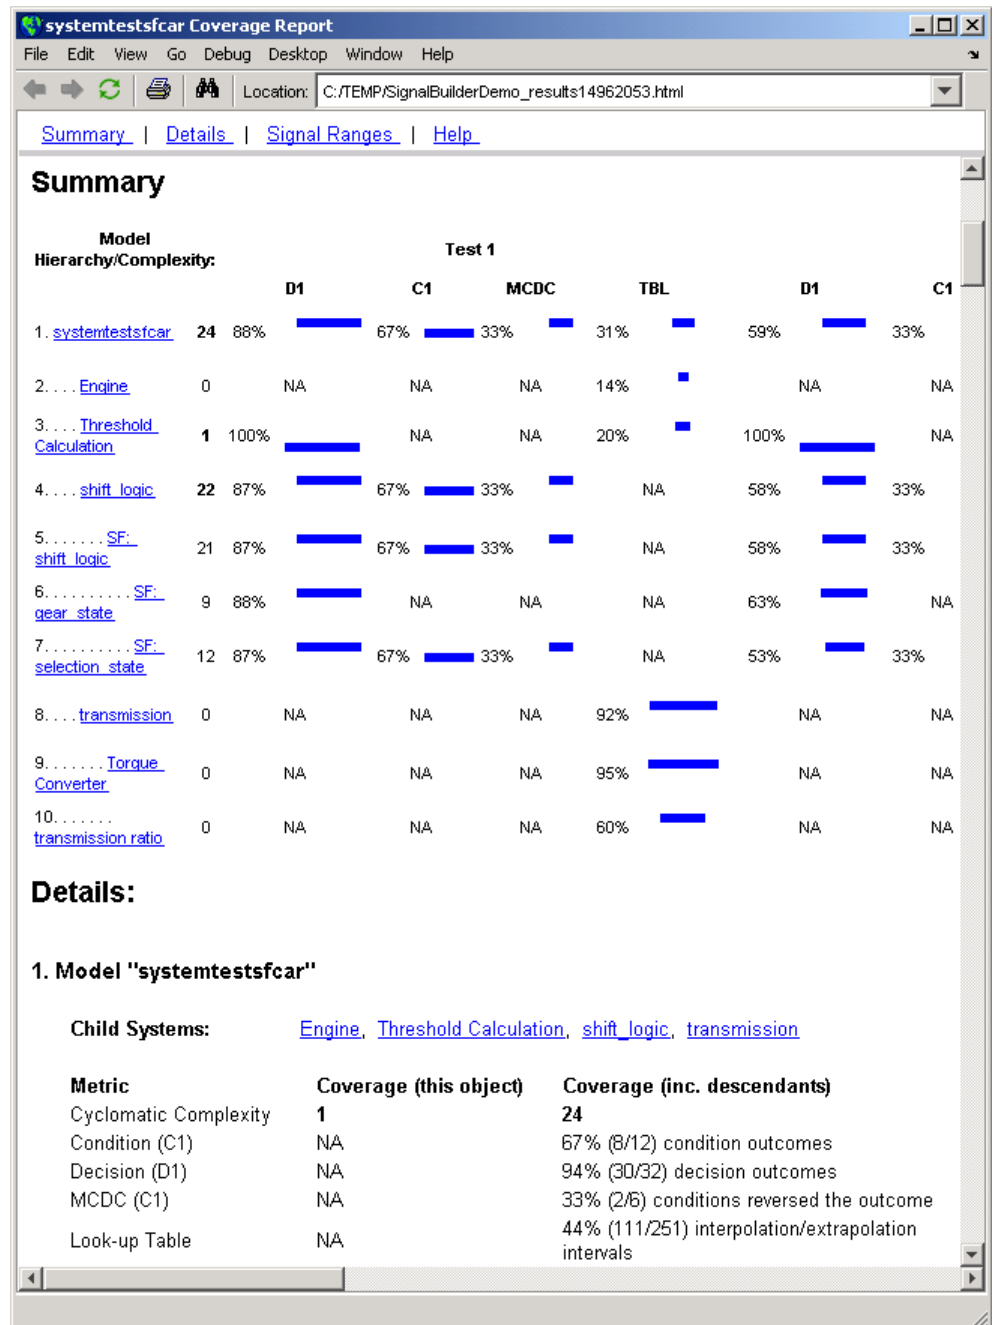 systemtestsfcar Coverage Report
File Edit View Go Debug Desktop Window Help
Location: C:/TEMP/SignalBuilderDemo_results14962053.html
Summary | Details | Signal Ranges | Help
Summary
Model Hierarchy/Complexity: Test 1
D1 C1 MCDC TBL D1 C1
1. systemtestsfcar 24 88% 67% 33% 31% 59% 33%
2. . . . Engine 0 NA NA NA 14% NA NA
3. . . . Threshold Calculation 1 100% NA NA 20% 100% NA
4. . . . shift_logic 22 87% 67% 33% NA 58% 33%
5. . . . . . . SF: shift_logic 21 87% 67% 33% NA 58% 33%
6. . . . . . . . . . SF: gear_state 9 88% NA NA NA 63% NA
7. . . . . . . . . . SF: selection_state 12 87% 67% 33% NA 53% 33%
8. . . . transmission 0 NA NA NA 92% NA NA
9. . . . . . . Torque Converter 0 NA NA NA 95% NA NA
10. . . . . . . transmission ratio 0 NA NA NA 60% NA NA
Details:
1. Model "systemtestsfcar"
Child Systems: Engine, Threshold Calculation, shift_logic, transmission
Metric Coverage (this object) Coverage (inc. descendants)
Cyclomatic Complexity 1 24
Condition (C1) NA 67% (8/12) condition outcomes
Decision (D1) NA 94% (30/32) decision outcomes
MCDC (C1) NA 33% (2/6) conditions reversed the outcome
Look-up Table NA 44% (111/251) interpolation/extrapolation intervals